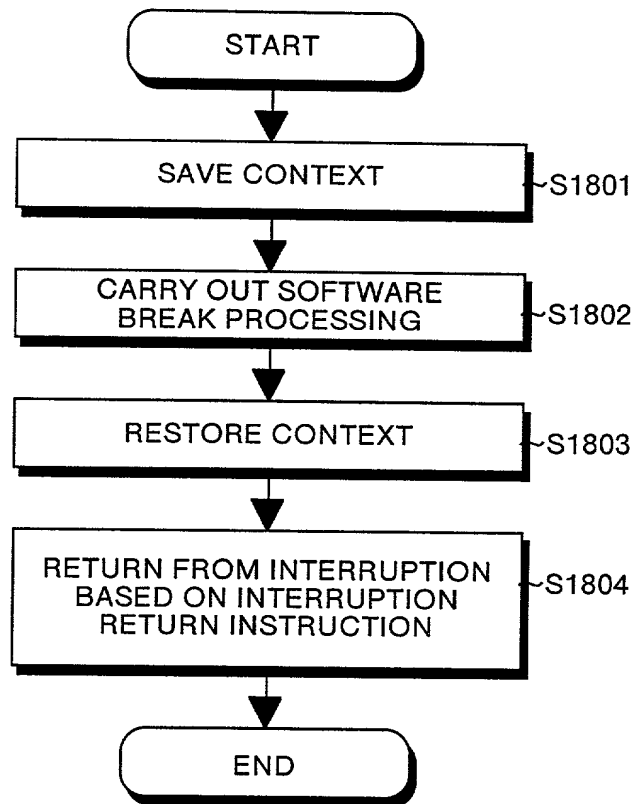 START
SAVE CONTEXT
S1801
CARRY OUT SOFTWARE
BREAK PROCESSING
S1802
RESTORE CONTEXT
S1803
RETURN FROM INTERRUPTION
BASED ON INTERRUPTION
RETURN INSTRUCTION
S1804
END